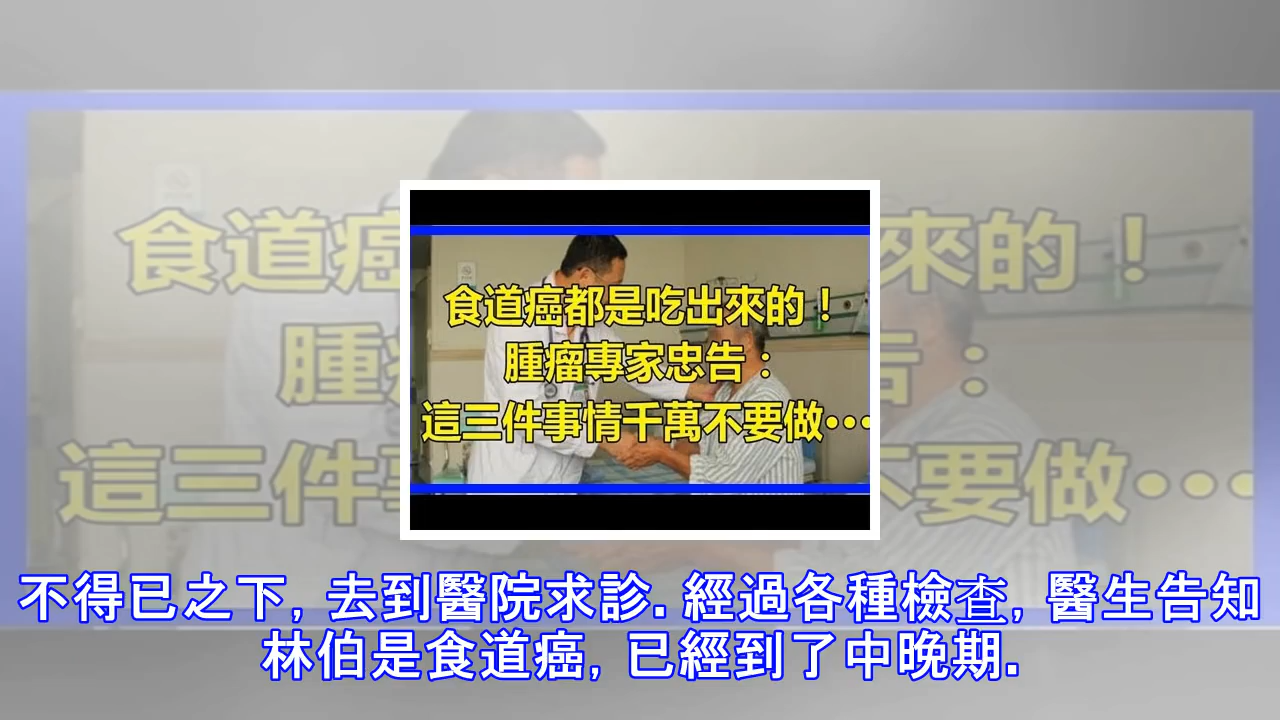 食道癌都是吃出來的！
腫瘤專家忠告：
這三件事情千萬不要做•••
不得已之下, 去到醫院求診. 經過各種檢查, 醫生告知
林伯是食道癌, 已經到了中晚期.